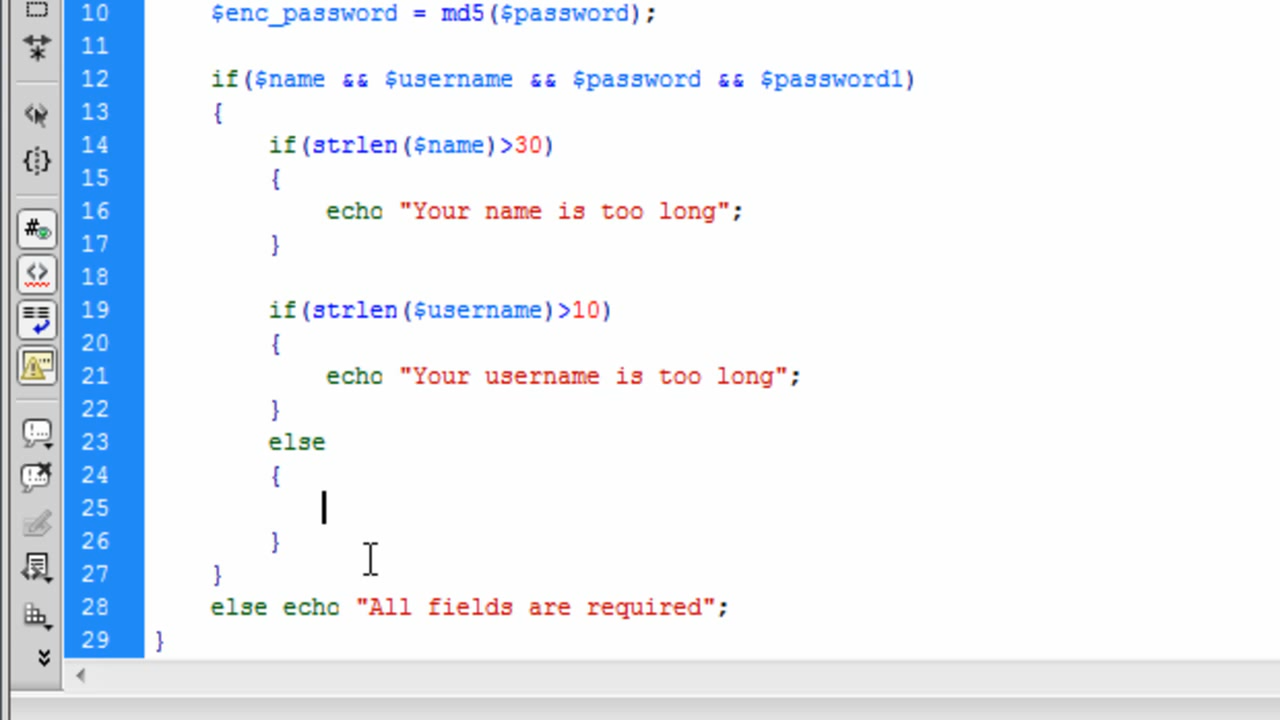 10 $enc_password = md5($password);
11
12 if($name && $username && $password && $password1)
13 {
14 if(strlen($name)>30)
15 {
16 echo "Your name is too long";
17 }
18
19 if(strlen($username)>10)
20 {
21 echo "Your username is too long";
22 }
23 else
24 {
25
26 }
27 }
28 else echo "All fields are required";
29 }